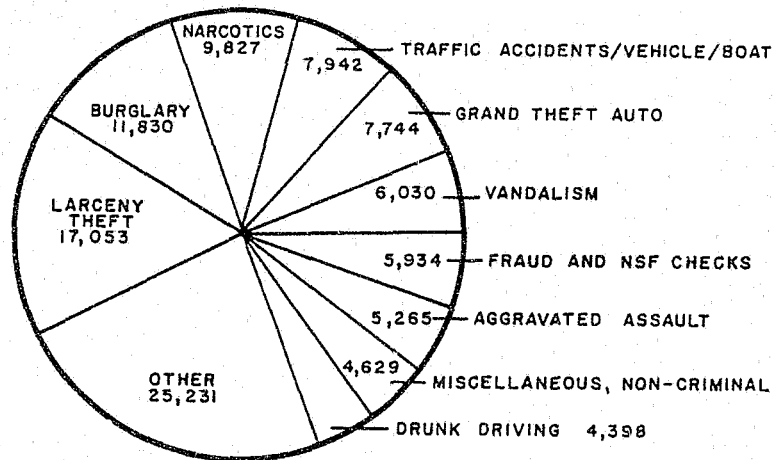 NARCOTICS
9,827
7,942 TRAFFIC ACCIDENTS/VEHICLE/BOAT
BURGLARY
11,830
7,744 GRAND THEFT AUTO
6,030 VANDALISM
LARCENY
THEFT
17,053
5,934 FRAUD AND NSF CHECKS
5,265 AGGRAVATED ASSAULT
4,629 MISCELLANEOUS, NON-CRIMINAL
OTHER
25,231
DRUNK DRIVING 4,398